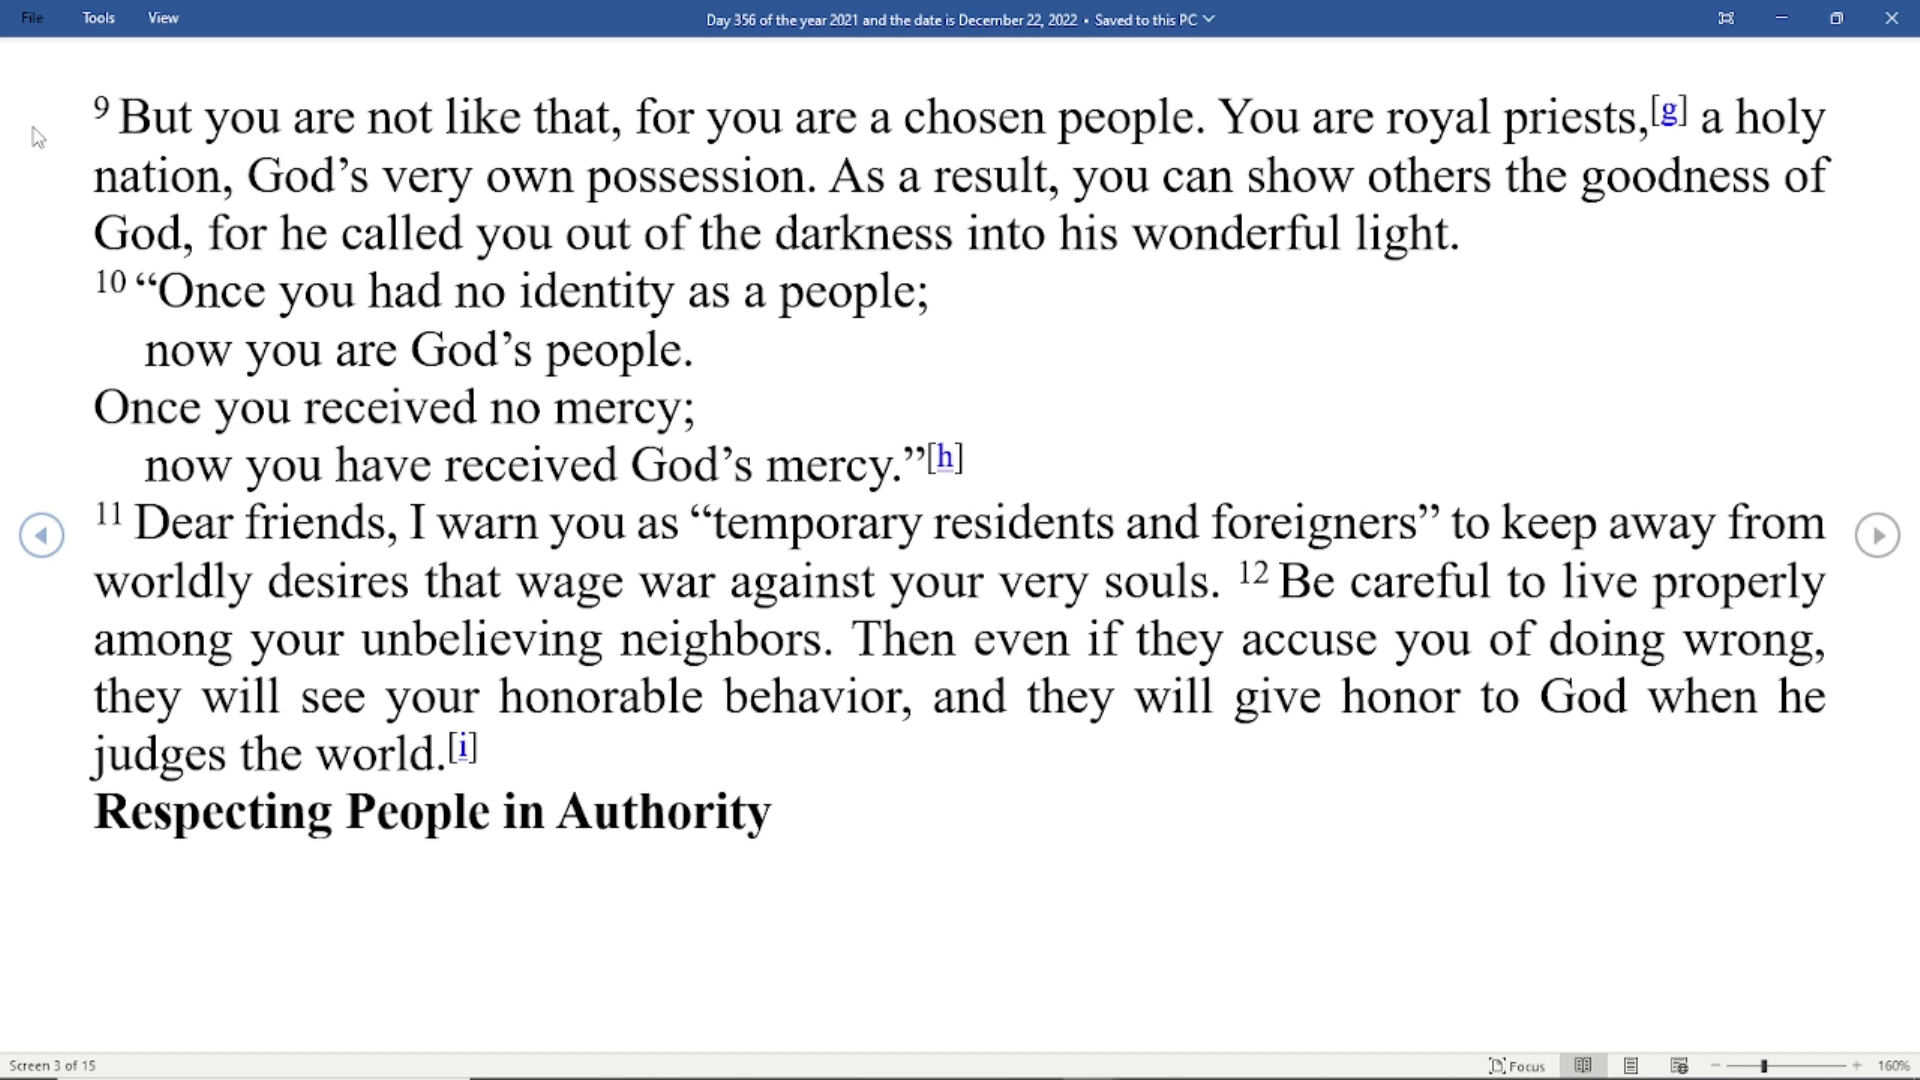 File Tools View Day 356 of the year 2021 and the date is December 22, 2022 • Saved to this PC
9 But you are not like that, for you are a chosen people. You are royal priests,[g] a holy
nation, God’s very own possession. As a result, you can show others the goodness of
God, for he called you out of the darkness into his wonderful light.
10 “Once you had no identity as a people;
now you are God’s people.
Once you received no mercy;
now you have received God’s mercy.”[h]
11 Dear friends, I warn you as “temporary residents and foreigners” to keep away from
worldly desires that wage war against your very souls. 12 Be careful to live properly
among your unbelieving neighbors. Then even if they accuse you of doing wrong,
they will see your honorable behavior, and they will give honor to God when he
judges the world.[i]
Respecting People in Authority
Screen 3 of 15 Focus 160%